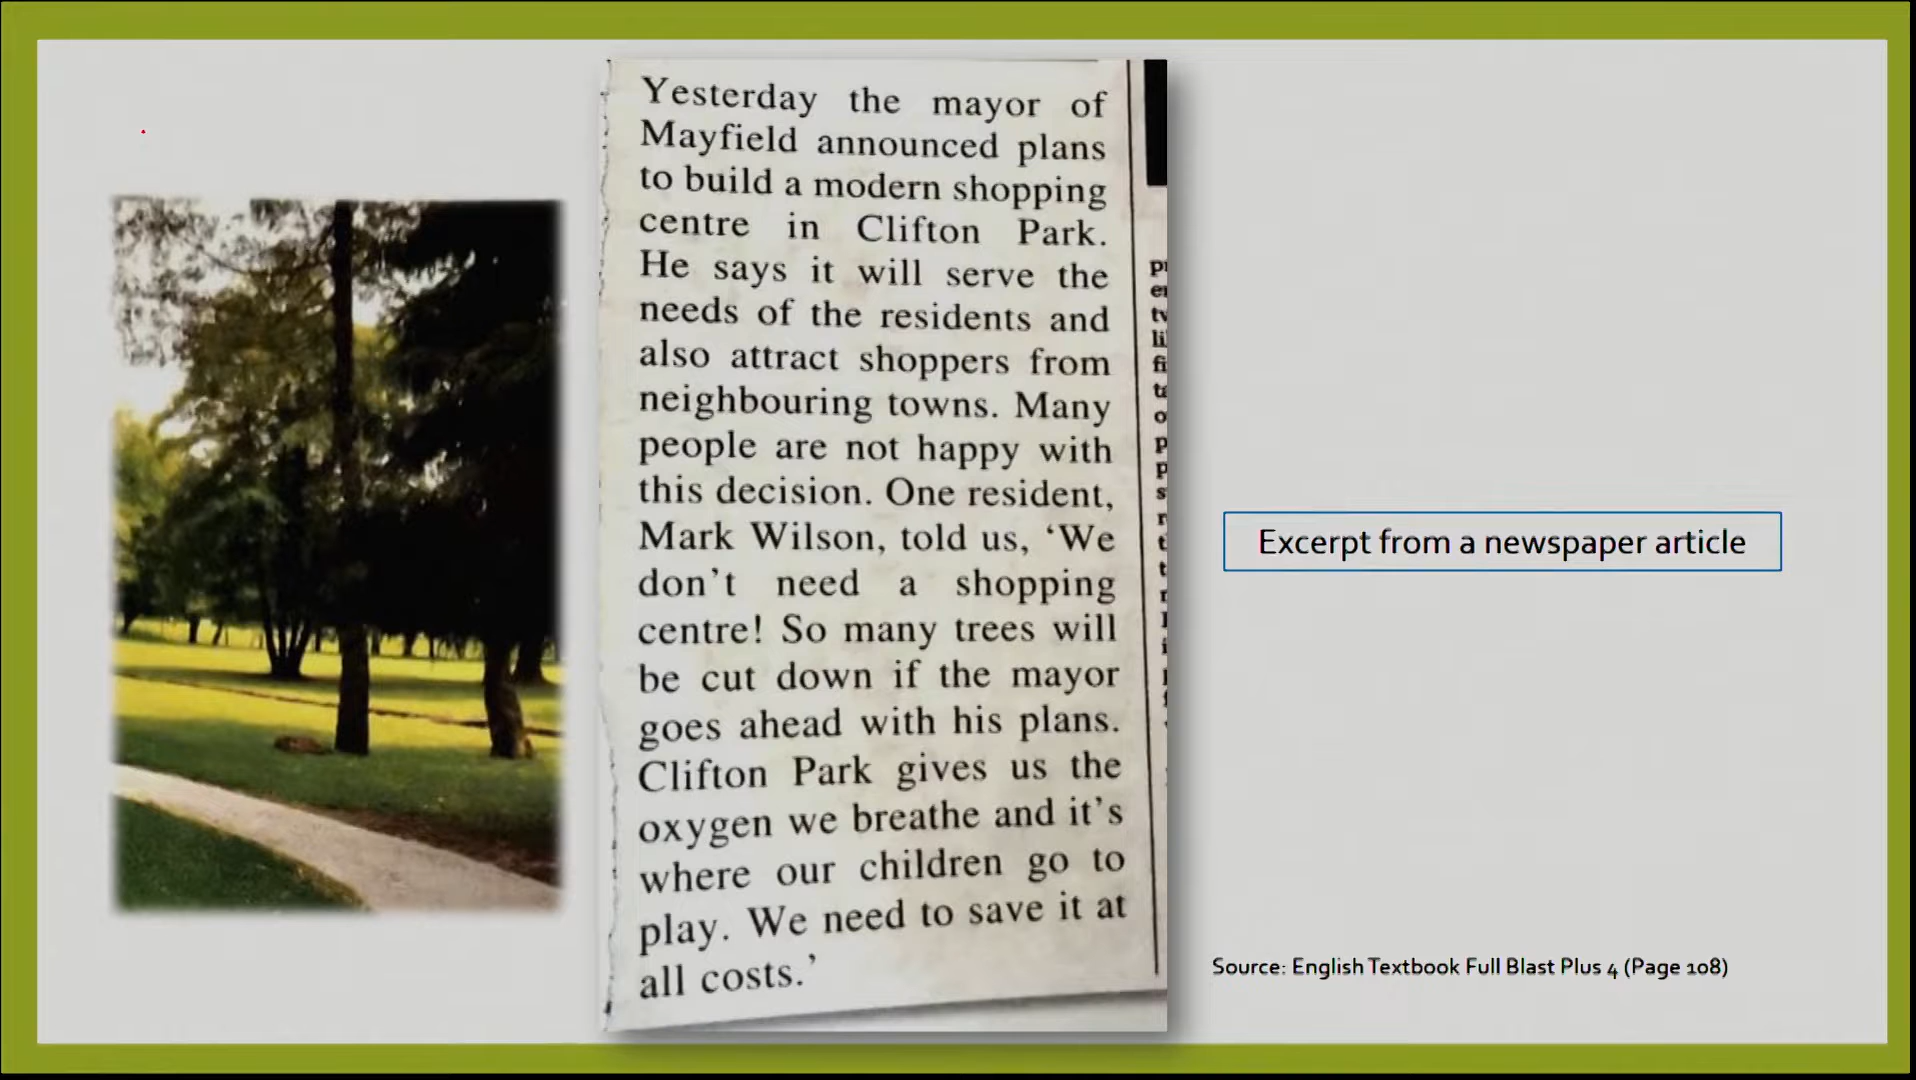 Yesterday the mayor of
Mayfield announced plans
to build a modern shopping
centre in Clifton Park.
He says it will serve the
needs of the residents and
also attract shoppers from
neighbouring towns. Many
people are not happy with
this decision. One resident,
Mark Wilson, told us, ‘We
don’t need a shopping
centre! So many trees will
be cut down if the mayor
goes ahead with his plans.
Clifton Park gives us the
oxygen we breathe and it’s
where our children go to
play. We need to save it at
all costs.’
Excerpt from a newspaper article
Source: English Textbook Full Blast Plus 4 (Page 108)